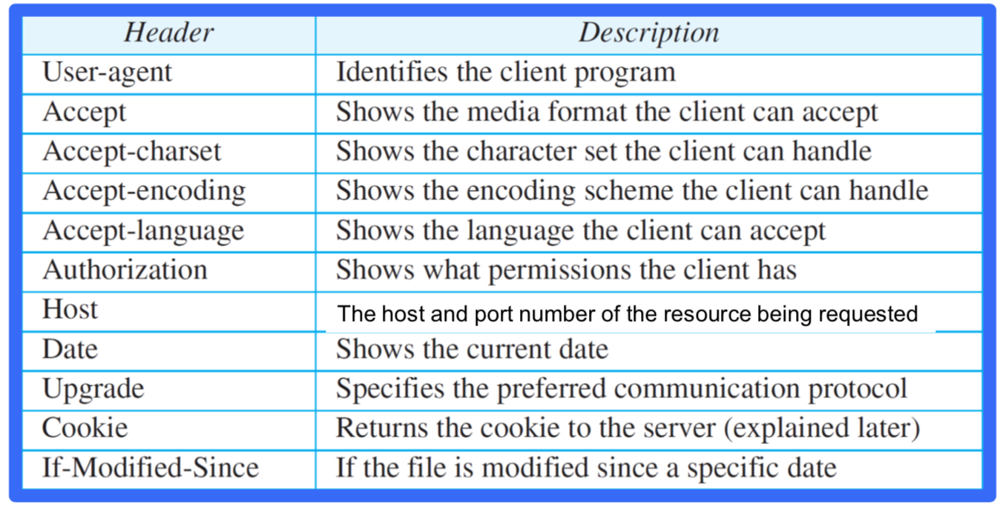 Header Description
User-agent Identifies the client program
Accept Shows the media format the client can accept
Accept-charset Shows the character set the client can handle
Accept-encoding Shows the encoding scheme the client can handle
Accept-language Shows the language the client can accept
Authorization Shows what permissions the client has
Host The host and port number of the resource being requested
Date Shows the current date
Upgrade Specifies the preferred communication protocol
Cookie Returns the cookie to the server (explained later)
If-Modified-Since If the file is modified since a specific date